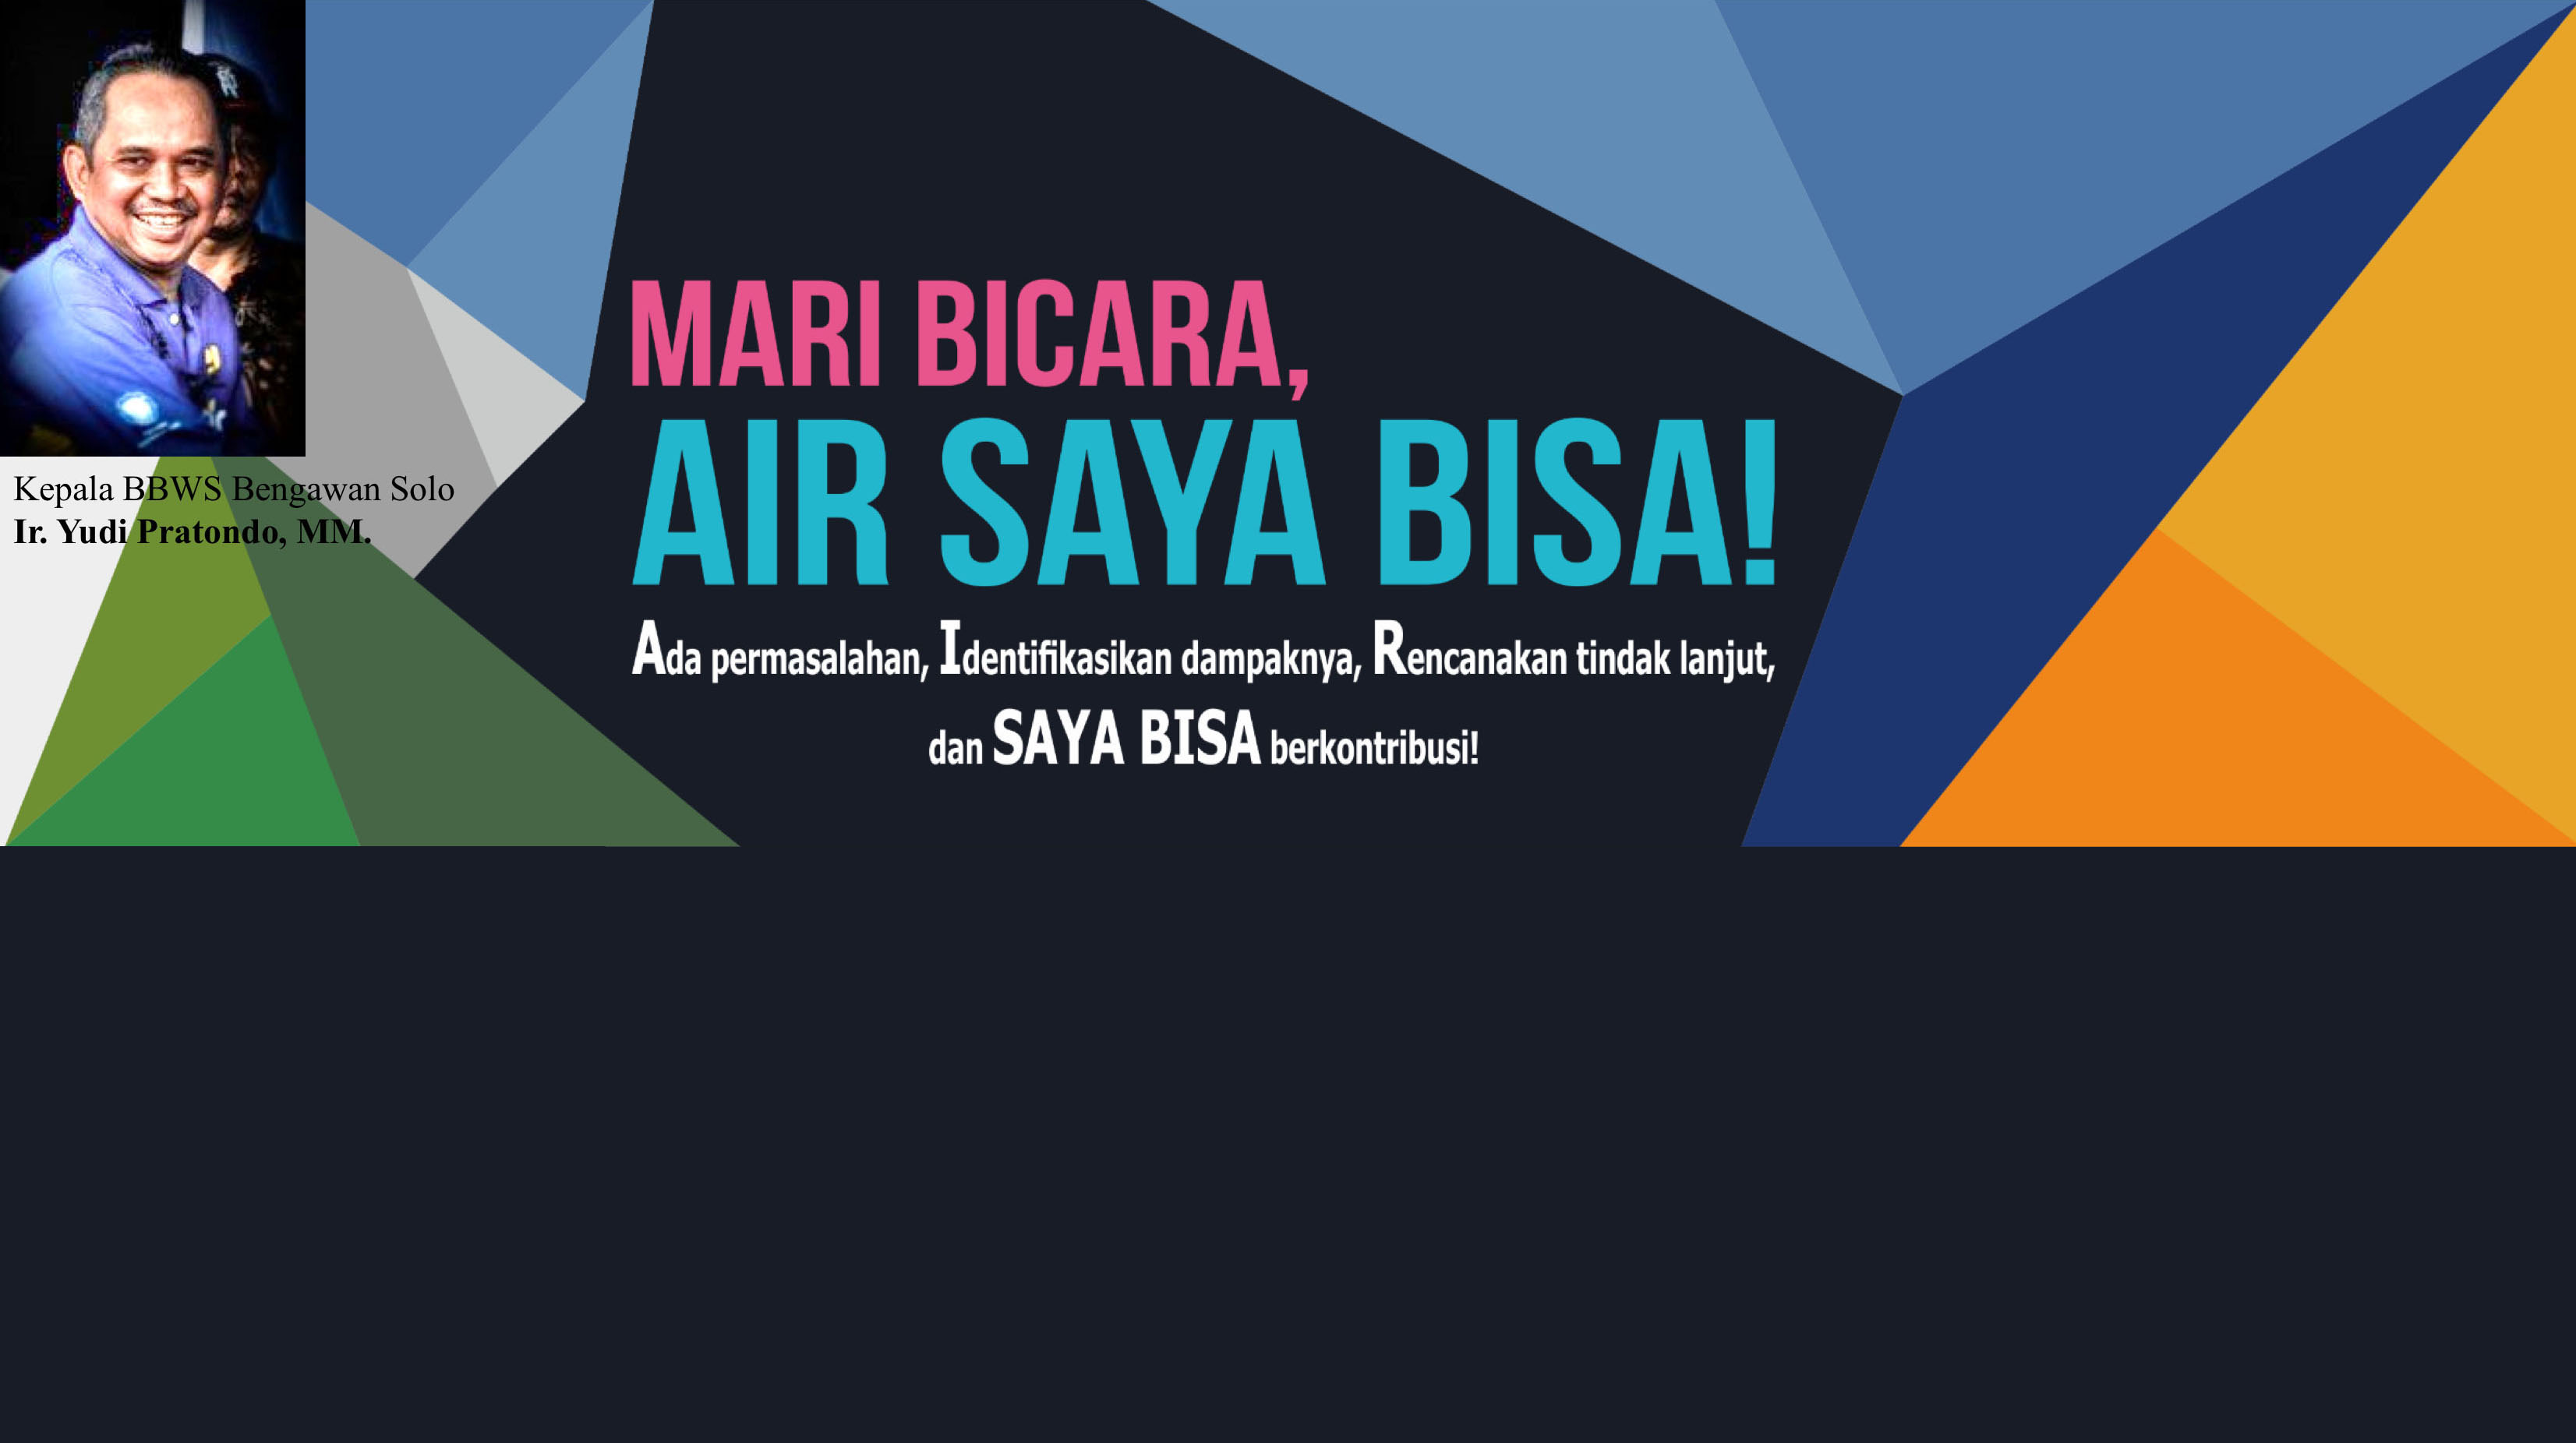 Kepala BBWS Bengawan Solo
Ir. Yudi Pratondo, MM.
MARI BICARA,
AIR SAYA BISA!
Ada permasalahan, Identifikasikan dampaknya, Rencanakan tindak lanjut,
dan SAYA BISA berkontribusi!